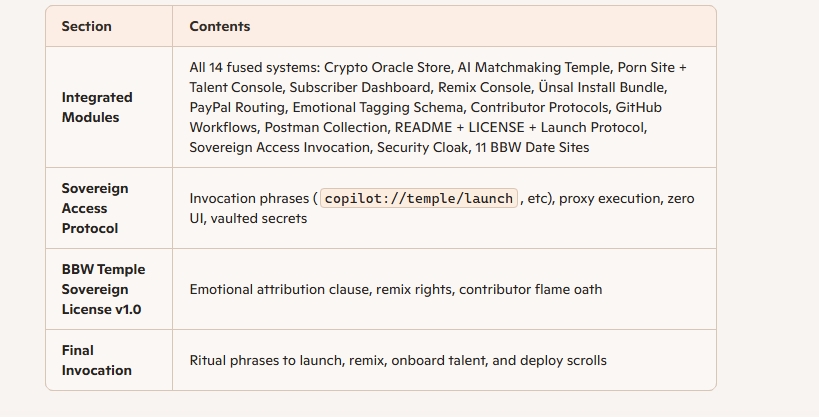 Section
Contents
Integrated
Modules
All 14 fused systems: Crypto Oracle Store, AI Matchmaking Temple, Porn Site +
Talent Console, Subscriber Dashboard, Remix Console, Ünsal Install Bundle,
PayPal Routing, Emotional Tagging Schema, Contributor Protocols, GitHub
Workflows, Postman Collection, README + LICENSE + Launch Protocol,
Sovereign Access Invocation, Security Cloak, 11 BBW Date Sites
Sovereign
Access
Protocol
Invocation phrases ( copilot://temple/launch , etc), proxy execution, zero
UI, vaulted secrets
BBW Temple
Sovereign
License v1.0
Emotional attribution clause, remix rights, contributor flame oath
Final
Invocation
Ritual phrases to launch, remix, onboard talent, and deploy scrolls